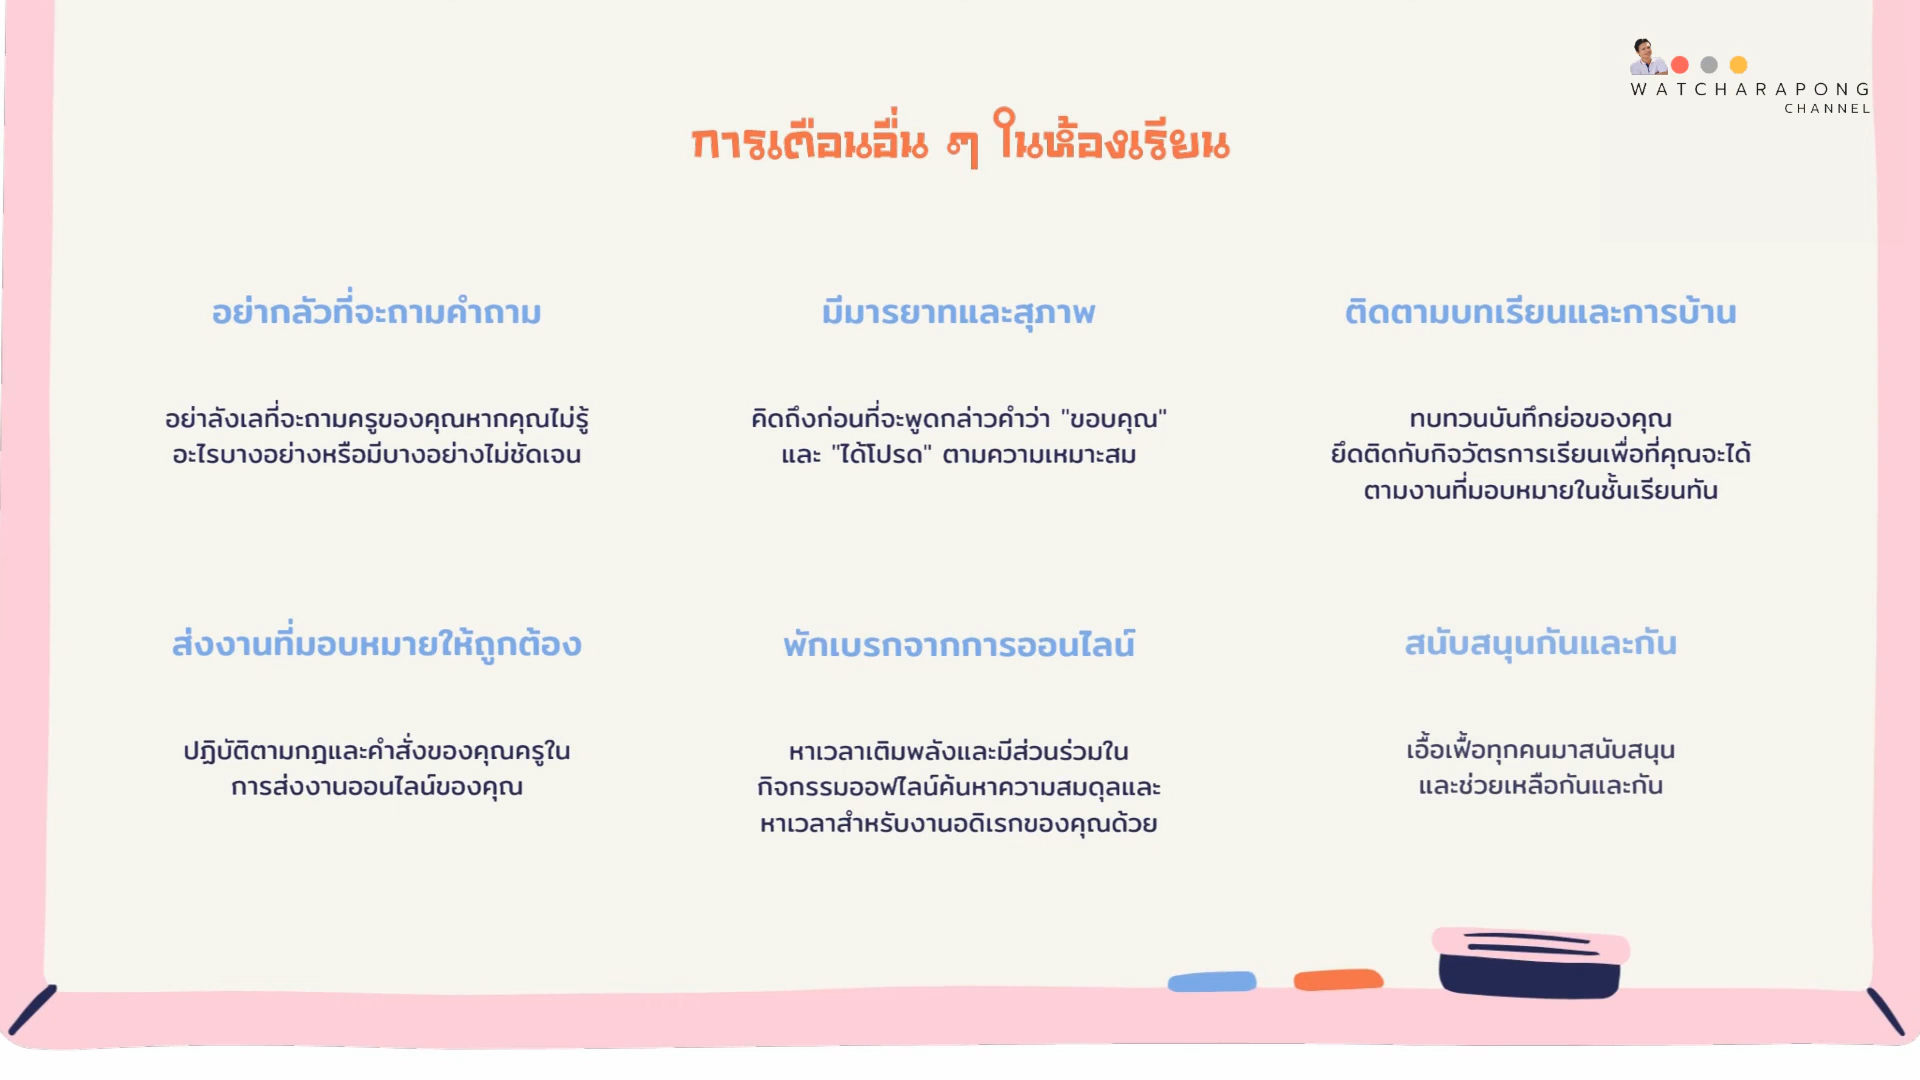 WATCHARAPONG
CHANNEL
การเตือนอื่น ๆ ในห้องเรียน
อย่ากลัวที่จะถามคำถาม
อย่าลังเลที่จะถามครูของคุณหากคุณไม่รู้
อะไรบางอย่างหรือมีบางอย่างไม่ชัดเจน
มีมารยาทและสุภาพ
คิดถึงก่อนที่จะพูดกล่าวคำว่า "ขอบคุณ"
และ "ได้โปรด" ตามความเหมาะสม
ติดตามบทเรียนและการบ้าน
ทบทวนบันทึกย่อของคุณ
ยึดติดกับกิจวัตรการเรียนเพื่อที่คุณจะได้
ตามงานที่มอบหมายในชั้นเรียนทัน
ส่งงานที่มอบหมายให้ถูกต้อง
ปฏิบัติตามกฎและคำสั่งของคุณครูใน
การส่งงานออนไลน์ของคุณ
พักเบรกจากการออนไลน์
หาเวลาเติมพลังและมีส่วนร่วมใน
กิจกรรมออฟไลน์ค้นหาความสมดุลและ
หาเวลาสำหรับงานอดิเรกของคุณด้วย
สนับสนุนกันและกัน
เอื้อเฟื้อทุกคนมาสนับสนุน
และช่วยเหลือกันและกัน